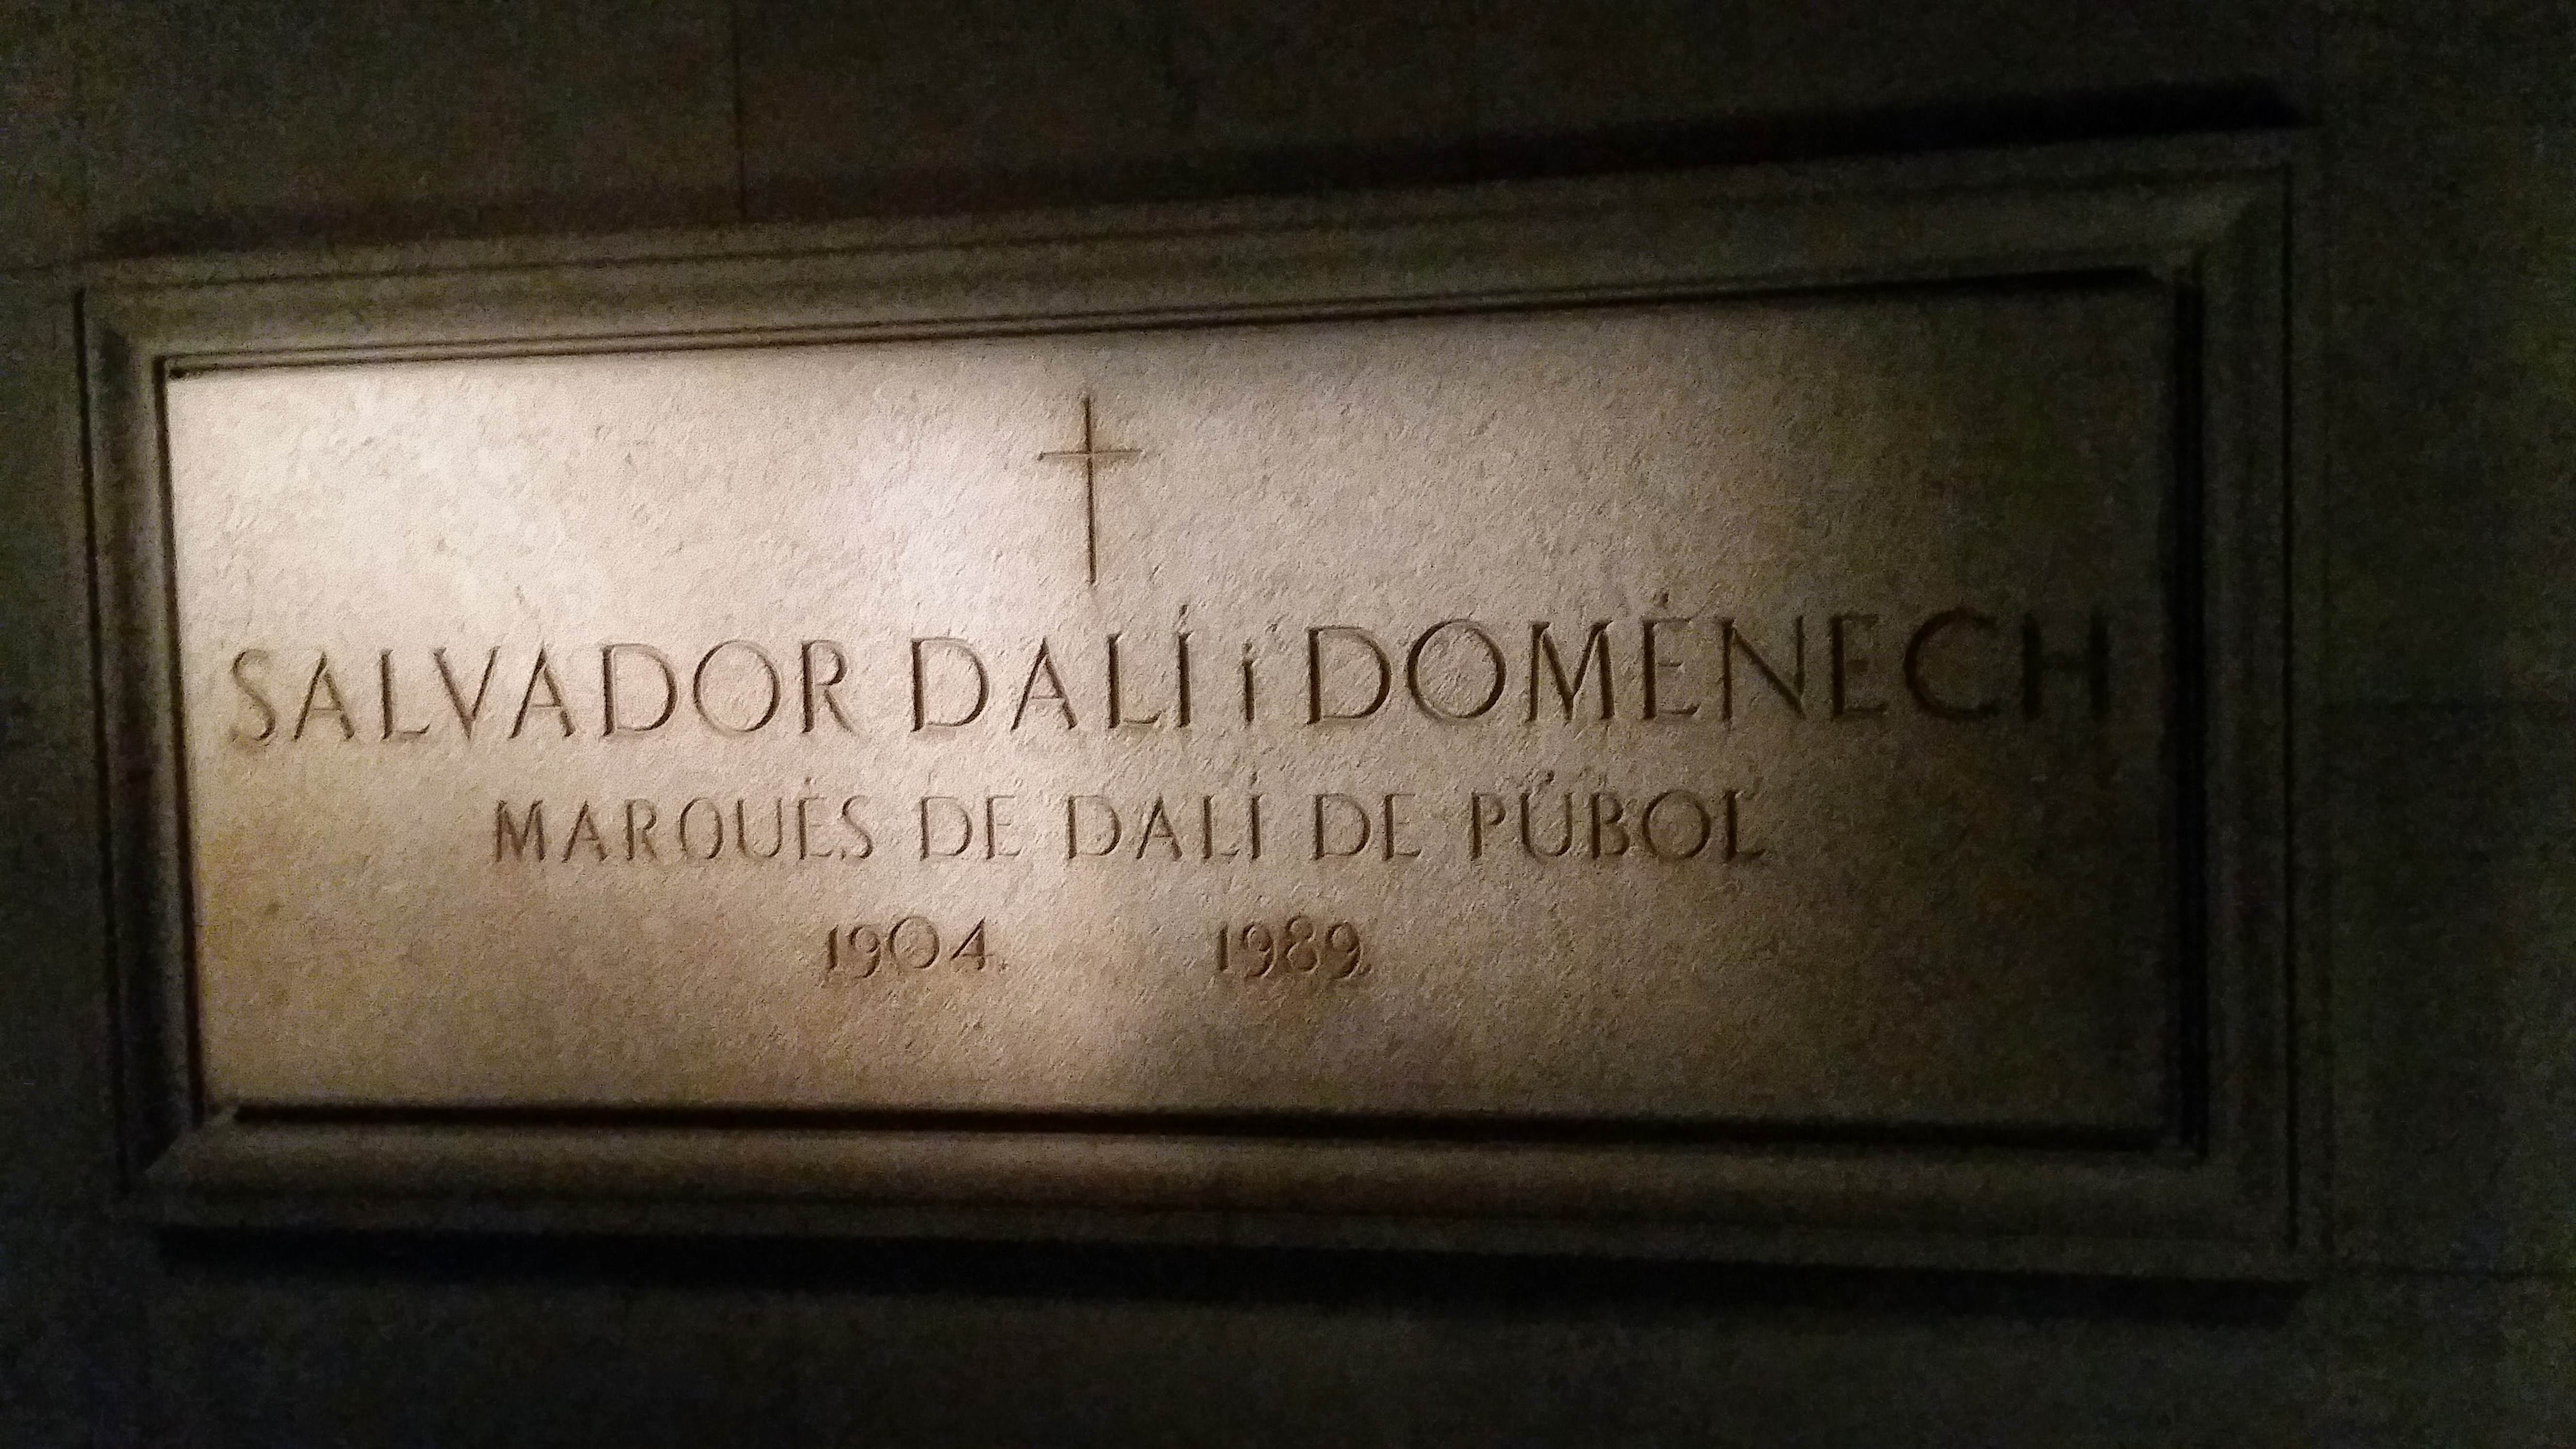 SALVADOR DALÍ i DOMÈNECH
MARQUÉS DE DALÍ DE PÚBOL
1904. 1989.